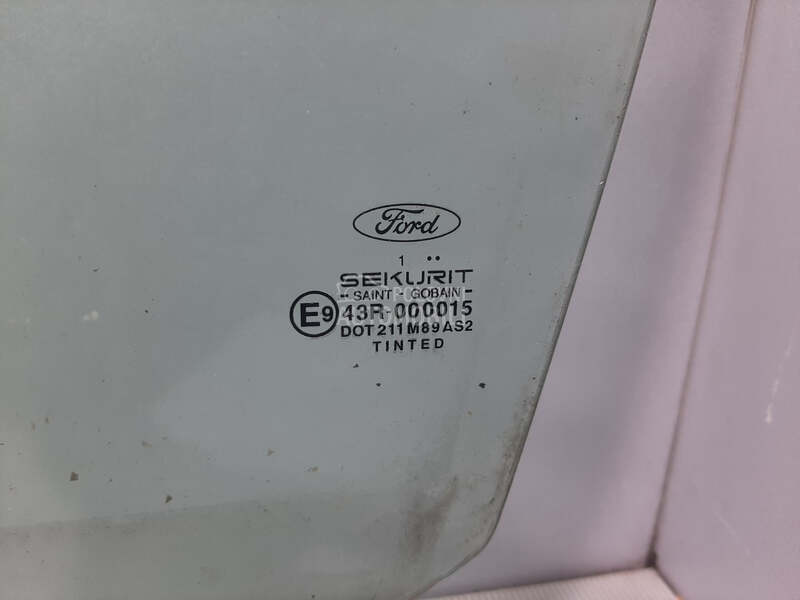 Ford
1 ..
SEKURIT
- SAINT - GOBAIN -
E9 43R-000015
DOT 211 M89 AS2
TINTED